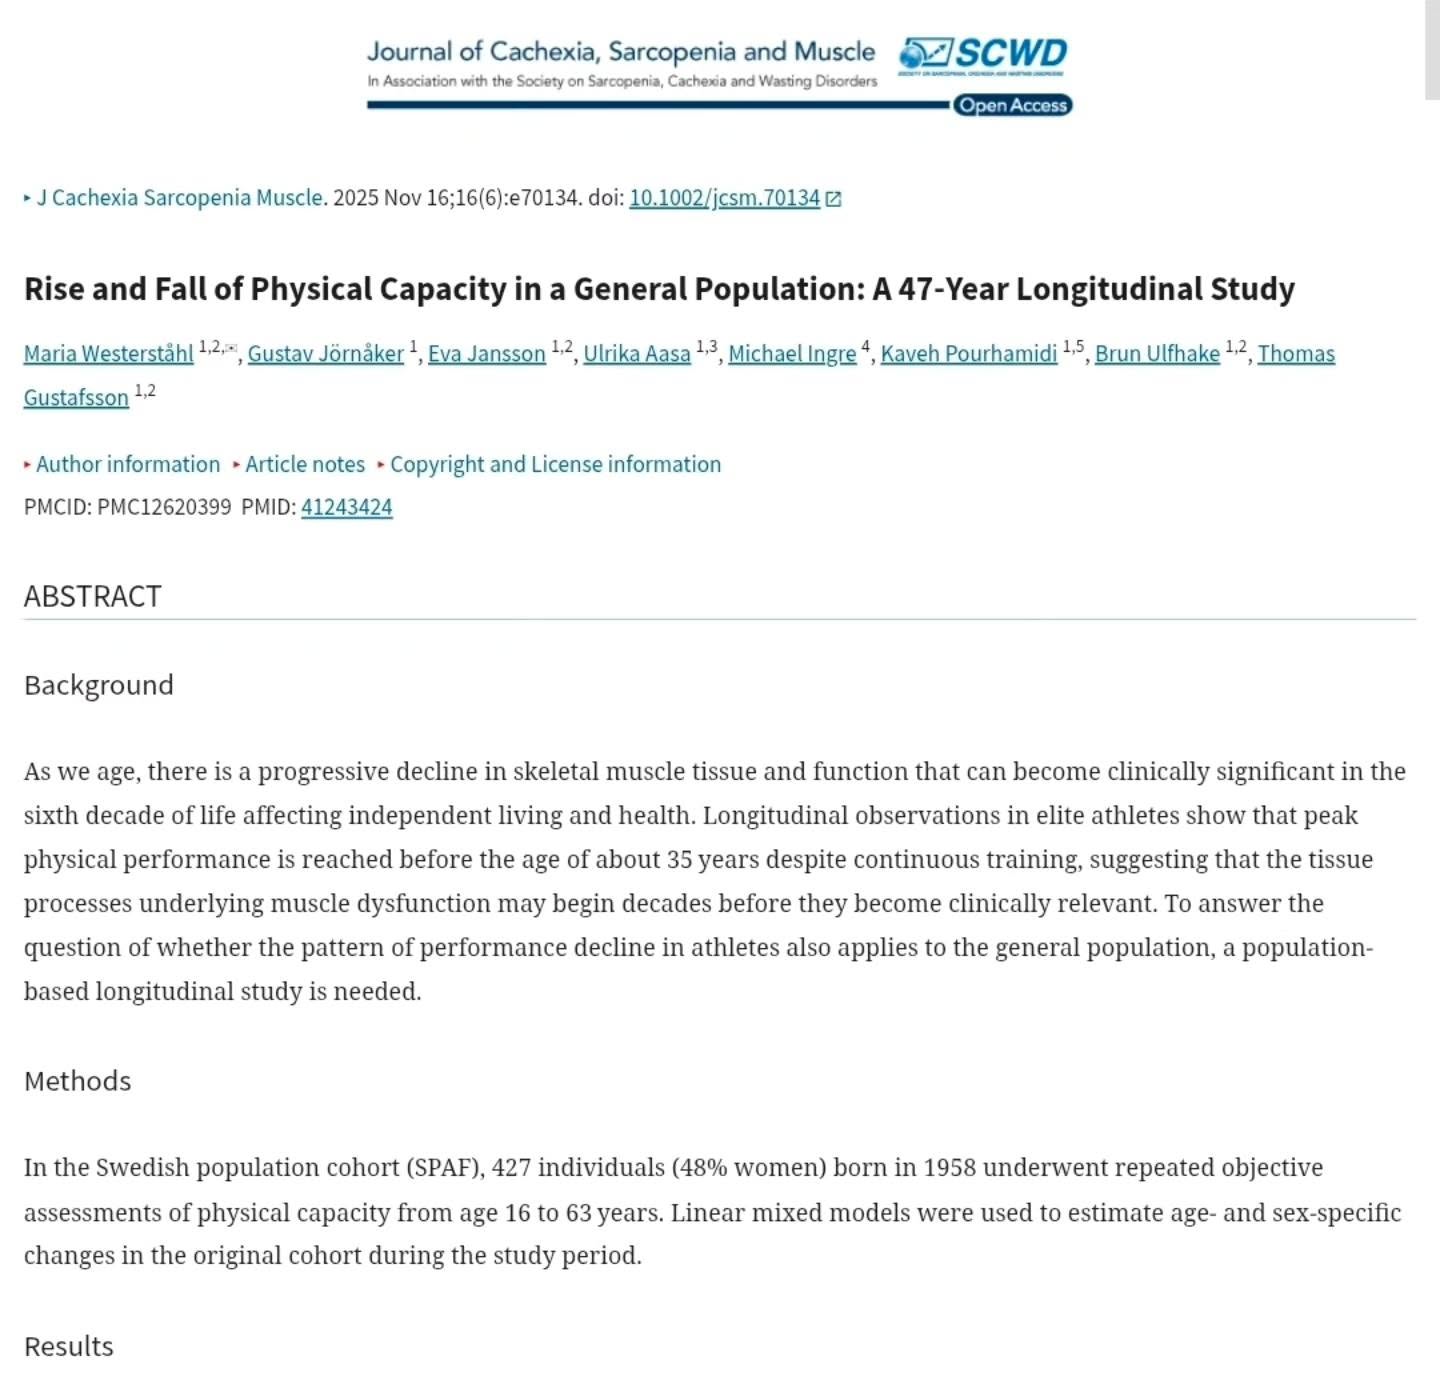 Journal of Cachexia, Sarcopenia and Muscle
In Association with the Society on Sarcopenia, Cachexia and Wasting Disorders
SCWD
Open Access
‣ J Cachexia Sarcopenia Muscle. 2025 Nov 16;16(6):e70134. doi: 10.1002/jcsm.70134
Rise and Fall of Physical Capacity in a General Population: A 47‐Year Longitudinal Study
Maria Westerståhl 1,2,✉, Gustav Jörnåker 1, Eva Jansson 1,2, Ulrika Aasa 1,3, Michael Ingre 4, Kaveh Pourhamidi 1,5, Brun Ulfhake 1,2, Thomas
Gustafsson 1,2
‣ Author information ‣ Article notes ‣ Copyright and License information
PMCID: PMC12620399 PMID: 41243424
ABSTRACT
Background
As we age, there is a progressive decline in skeletal muscle tissue and function that can become clinically significant in the
sixth decade of life affecting independent living and health. Longitudinal observations in elite athletes show that peak
physical performance is reached before the age of about 35 years despite continuous training, suggesting that the tissue
processes underlying muscle dysfunction may begin decades before they become clinically relevant. To answer the
question of whether the pattern of performance decline in athletes also applies to the general population, a population-
based longitudinal study is needed.
Methods
In the Swedish population cohort (SPAF), 427 individuals (48% women) born in 1958 underwent repeated objective
assessments of physical capacity from age 16 to 63 years. Linear mixed models were used to estimate age- and sex-specific
changes in the original cohort during the study period.
Results